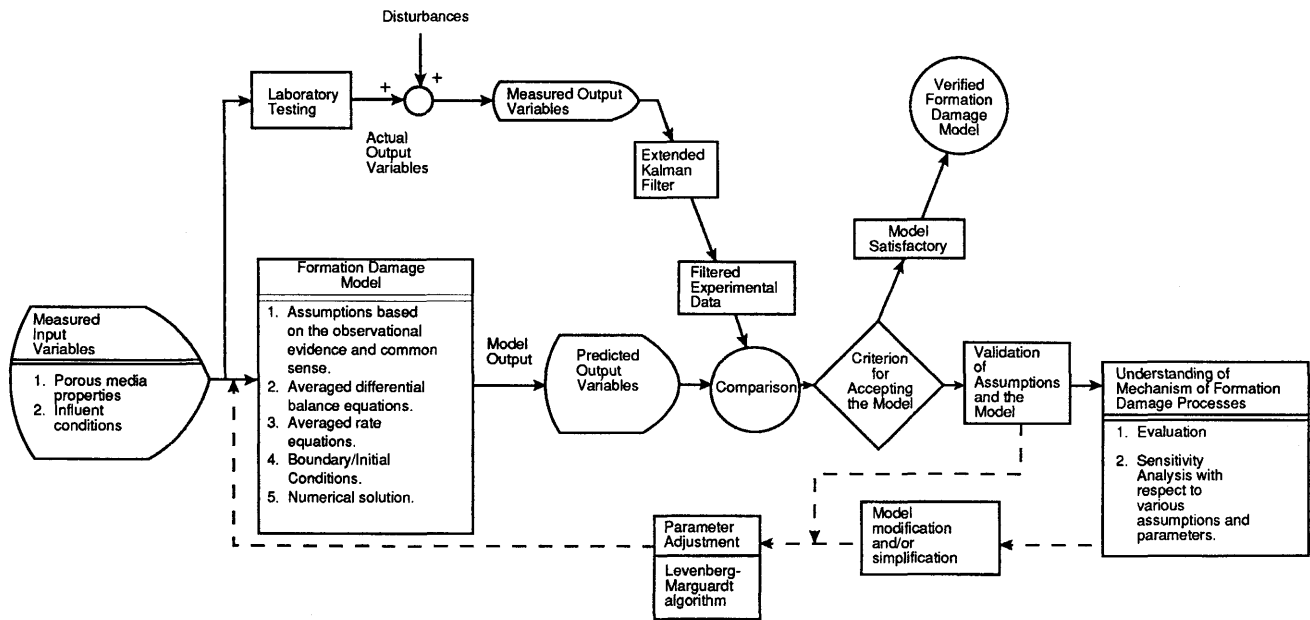 Disturbances
+
+
Laboratory
Testing
Actual
Output
Variables
Measured Output
Variables
Extended
Kalman
Filter
Filtered
Experimental
Data
Verified
Formation
Damage
Model
Model
Satisfactory
Measured
Input
Variables
1. Porous media
properties
2. Influent
conditions
Formation Damage
Model
1. Assumptions based
on the observational
evidence and common
sense.
2. Averaged differential
balance equations.
3. Averaged rate
equations.
4. Boundary/Initial
Conditions.
5. Numerical solution.
Model
Output
Predicted
Output
Variables
Comparison
Criterion
for
Accepting
the Model
Validation
of
Assumptions
and the
Model
Understanding of
Mechanism of Formation
Damage Processes
1. Evaluation
2. Sensitivity
Analysis with
respect to
various
assumptions and
parameters.
Model
modification
and/or
simplification
Parameter
Adjustment
Levenberg-
Marguardt
algorithm